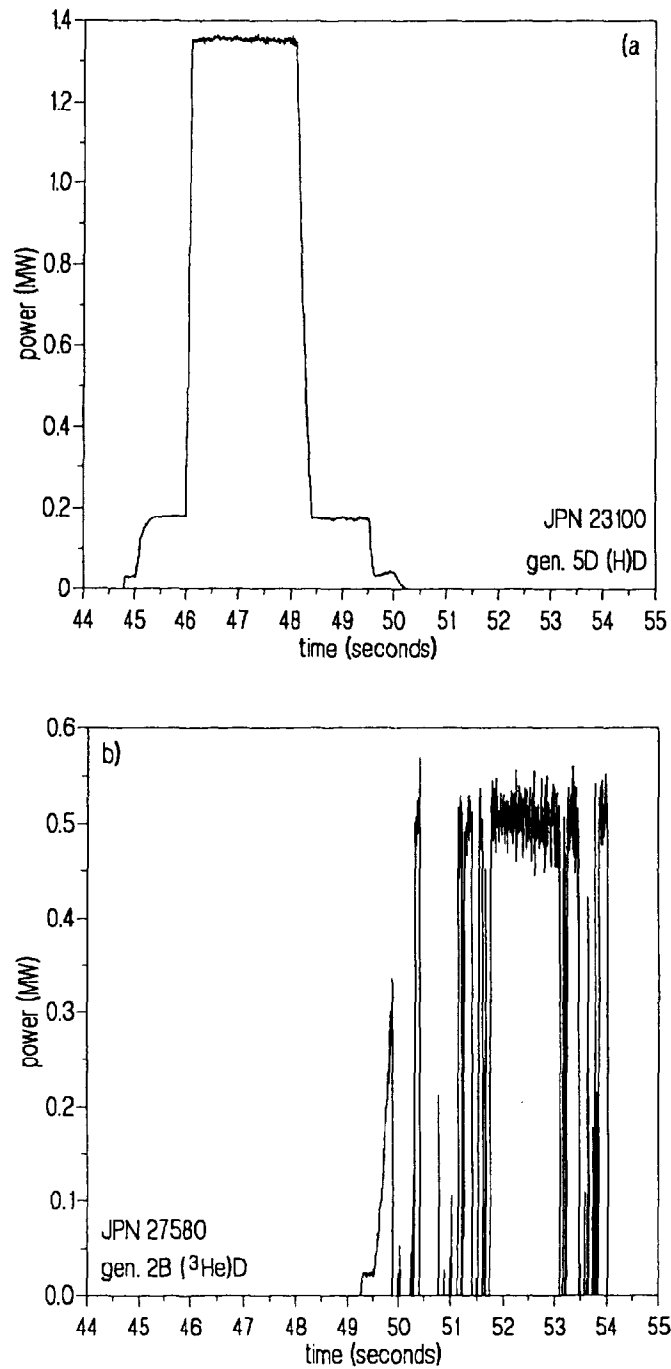 (a
1.4
1.2
1.0
0.8
0.6
0.4
0.2
0
power (MW)
JPN 23100
gen. 5D (H)D
44 45 46 47 48 49 50 51 52 53 54 55
time (seconds)
b)
0.6
0.5
0.4
0.3
0.2
0.1
0.0
power (MW)
JPN 27580
gen. 2B (³He)D
44 45 46 47 48 49 50 51 52 53 54 55
time (seconds)